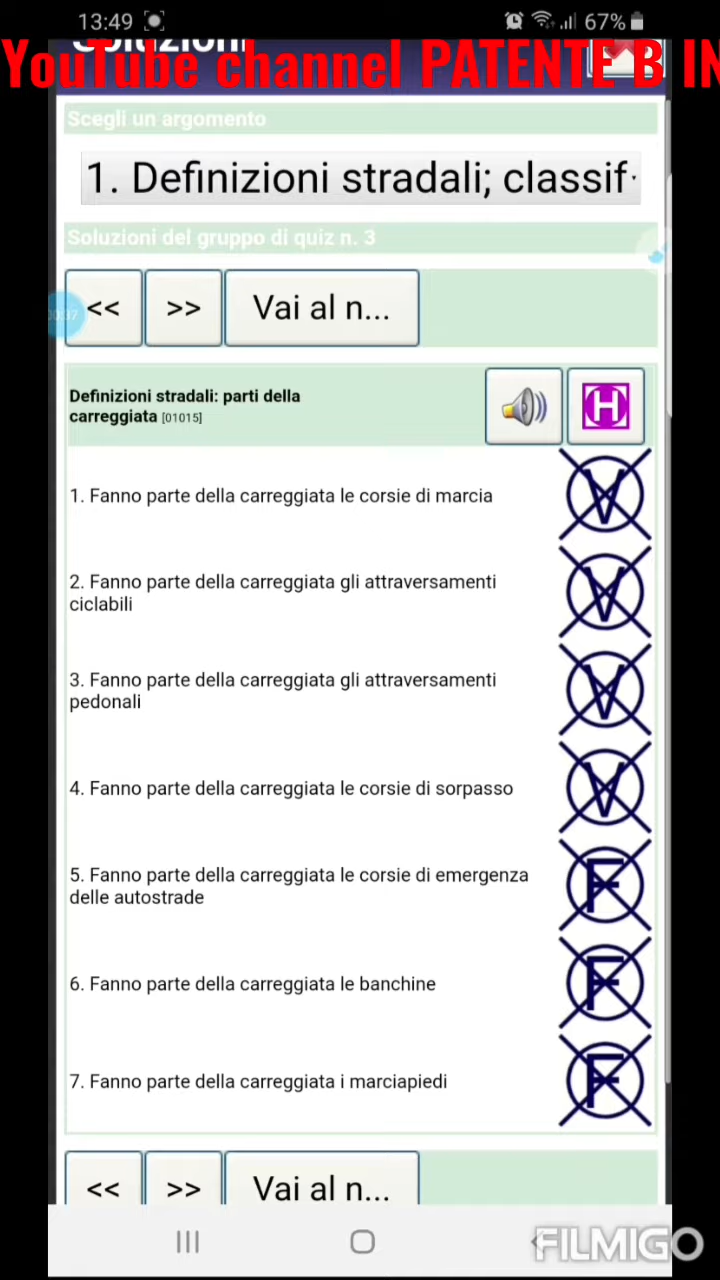 13:49 67%
Soluzioni
YouTube channel PATENTE B IN
Scegli un argomento
1. Definizioni stradali; classif
Soluzioni del gruppo di quiz n. 3
00:37
<< >> Vai al n...
Definizioni stradali: parti della
carreggiata [01015]
H
1. Fanno parte della carreggiata le corsie di marcia
V
2. Fanno parte della carreggiata gli attraversamenti
ciclabili
V
3. Fanno parte della carreggiata gli attraversamenti
pedonali
V
4. Fanno parte della carreggiata le corsie di sorpasso
V
5. Fanno parte della carreggiata le corsie di emergenza
delle autostrade
F
6. Fanno parte della carreggiata le banchine
F
7. Fanno parte della carreggiata i marciapiedi
F
<< >> Vai al n...
FILMIGO